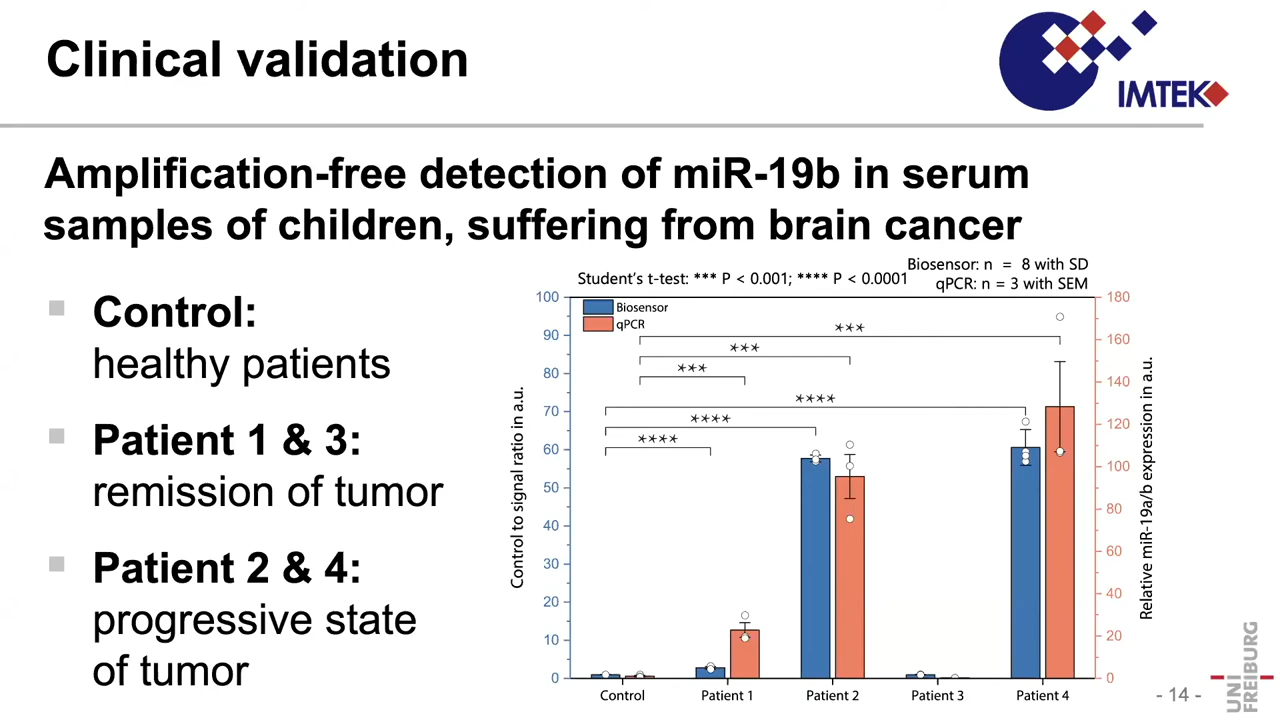 Clinical validation
IMTEK
Amplification-free detection of miR-19b in serum
samples of children, suffering from brain cancer
Control:
healthy patients
Patient 1 & 3:
remission of tumor
Patient 2 & 4:
progressive state
of tumor
Student's t-test: *** P < 0.001; **** P < 0.0001
Biosensor: n = 8 with SD
qPCR: n = 3 with SEM
Biosensor
qPCR
Control to signal ratio in a.u.
100
90
80
70
60
50
40
30
20
10
0
***
***
***
****
****
****
180
160
140
120
100
80
60
40
20
0
Relative miR-19a/b expression in a.u.
Control
Patient 1
Patient 2
Patient 3
Patient 4
- 14 -
UNI
FREIBURG